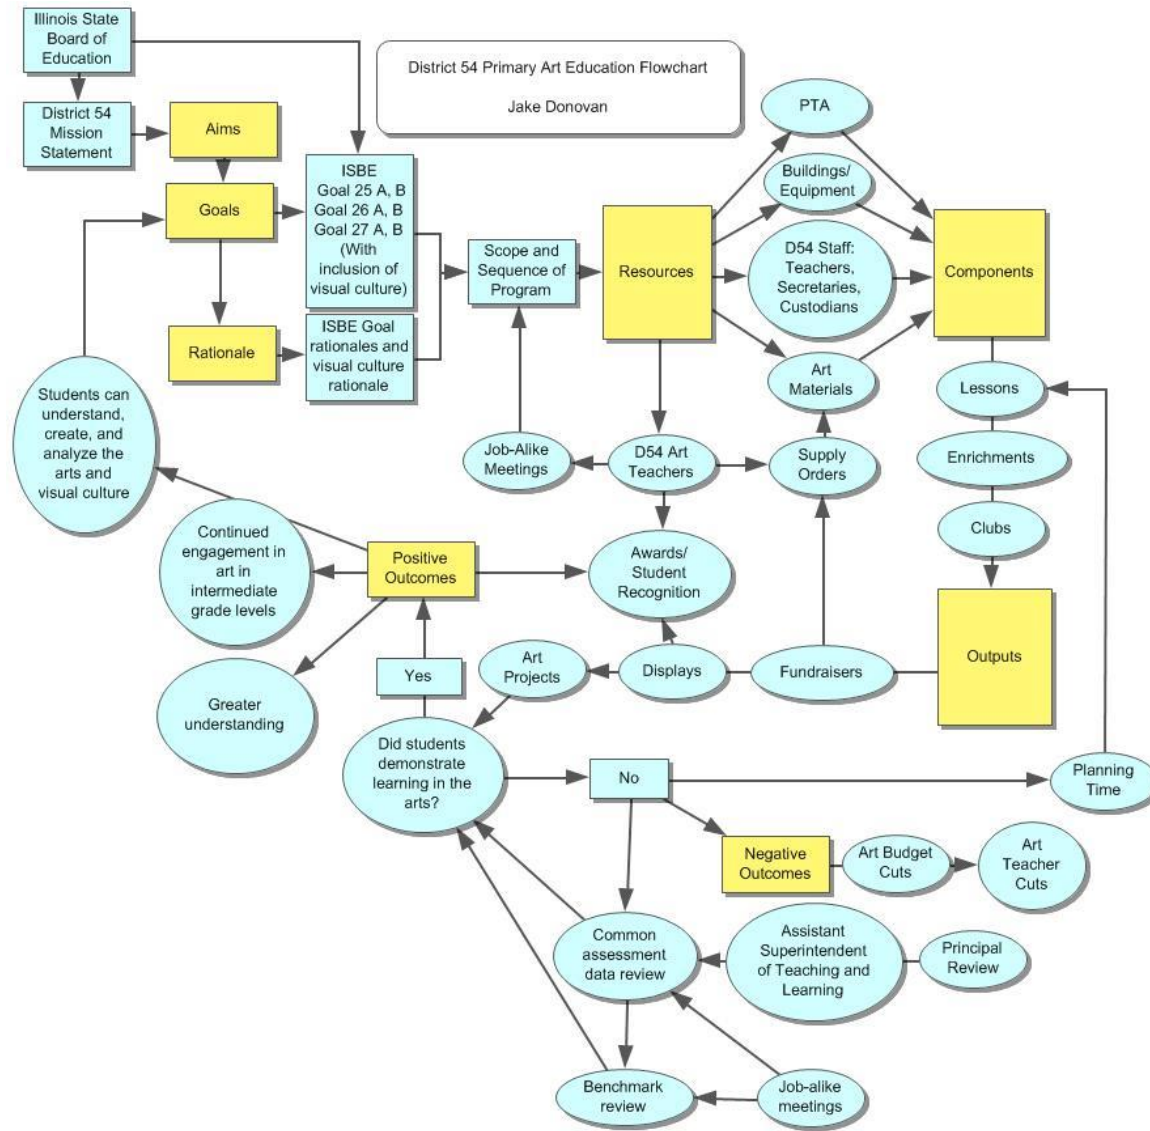 Illinois State
Board of
Education
District 54 Primary Art Education Flowchart
Jake Donovan
PTA
District 54
Mission
Statement
Aims
ISBE
Goal 25 A, B
Goal 26 A, B
Goal 27 A, B
(With
inclusion of
visual culture)
Buildings/
Equipment
Goals
Scope and
Sequence of
Program
Resources
D54 Staff:
Teachers,
Secretaries,
Custodians
Components
Rationale
ISBE Goal
rationales and
visual culture
rationale
Art
Materials
Lessons
Students can
understand,
create, and
analyze the
arts and
visual culture
Job-Alike
Meetings
D54 Art
Teachers
Supply
Orders
Enrichments
Clubs
Continued
engagement in
art in
intermediate
grade levels
Positive
Outcomes
Awards/
Student
Recognition
Outputs
Yes
Art
Projects
Displays
Fundraisers
Greater
understanding
Did students
demonstrate
learning in the
arts?
No
Planning
Time
Negative
Outcomes
Art Budget
Cuts
Art
Teacher
Cuts
Common
assessment
data review
Assistant
Superintendent
of Teaching and
Learning
Principal
Review
Benchmark
review
Job-alike
meetings